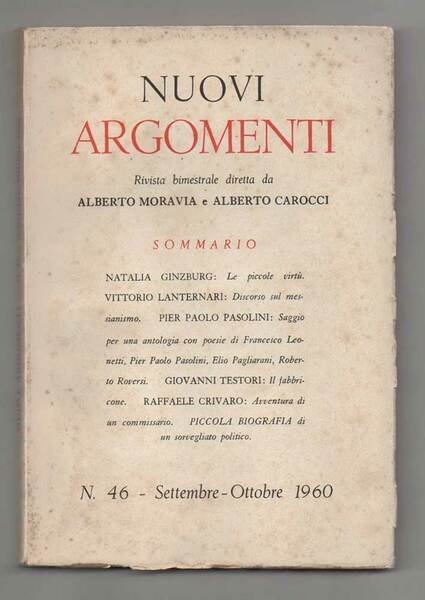 NUOVI
ARGOMENTI
Rivista bimestrale diretta da
ALBERTO MORAVIA e ALBERTO CAROCCI
SOMMARIO
NATALIA GINZBURG: Le piccole virtù.
VITTORIO LANTERNARI: Discorso sul mes-
sianismo. PIER PAOLO PASOLINI: Saggio
per una antologia con poesie di Francesco Leo-
netti, Pier Paolo Pasolini, Elio Pagliarani, Rober-
to Roversi. GIOVANNI TESTORI: Il fabbri-
cone. RAFFAELE CRIVARO: Avventura di
un commissario. PICCOLA BIOGRAFIA di
un sorvegliato politico.
N. 46 - Settembre-Ottobre 1960